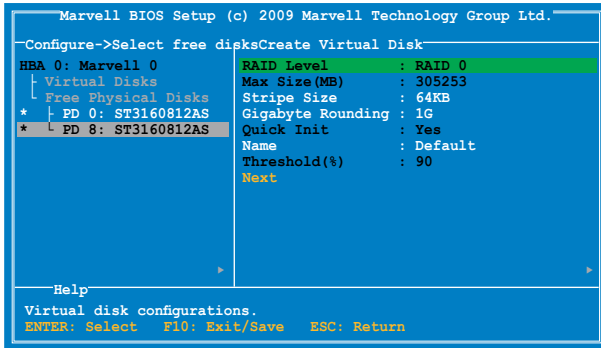 Marvell BIOS Setup (c) 2009 Marvell Technology Group Ltd.
Configure->Select free disksCreate Virtual Disk
HBA 0: Marvell 0
Virtual Disks
Free Physical Disks
* PD 0: ST3160812AS
* PD 8: ST3160812AS
RAID Level : RAID 0
Max Size(MB) : 305253
Stripe Size : 64KB
Gigabyte Rounding : 1G
Quick Init : Yes
Name : Default
Threshold(%) : 90
Next
Help
Virtual disk configurations.
ENTER: Select F10: Exit/Save ESC: Return